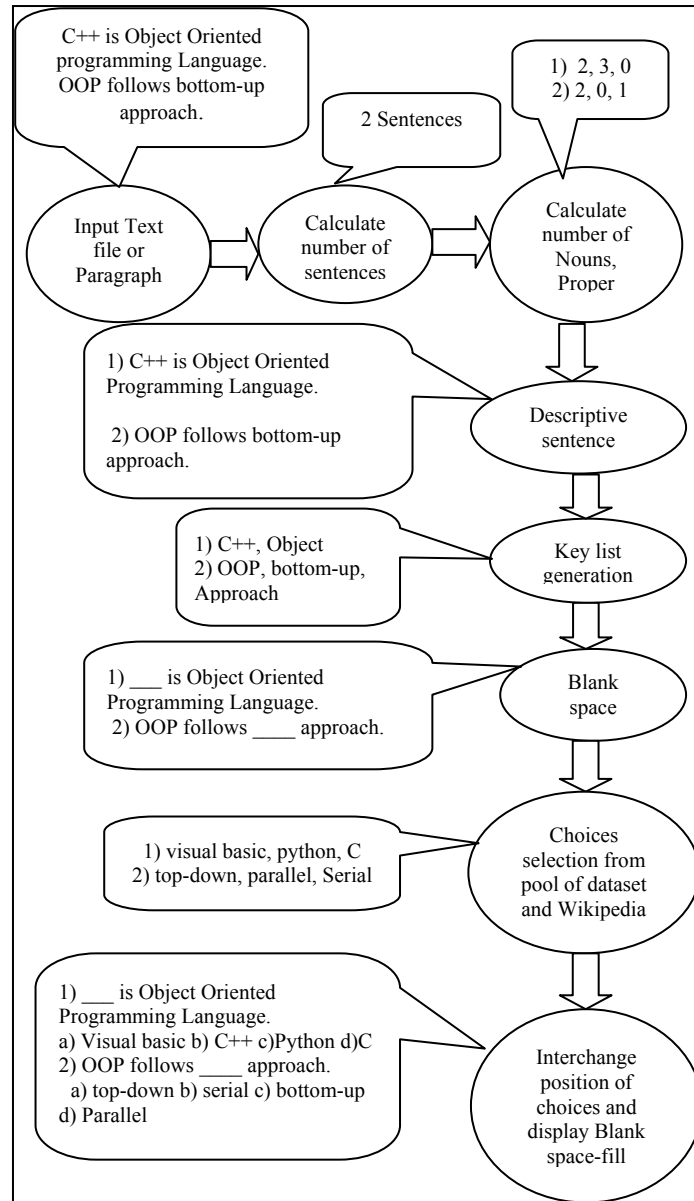 C++ is Object Oriented
programming Language.
OOP follows bottom-up
approach.
2 Sentences
1) 2, 3, 0
2) 2, 0, 1
Input Text
file or
Paragraph
Calculate
number of
sentences
Calculate
number of
Nouns,
Proper
1) C++ is Object Oriented
Programming Language.
2) OOP follows bottom-up
approach.
Descriptive
sentence
1) C++, Object
2) OOP, bottom-up,
Approach
Key list
generation
1) ___ is Object Oriented
Programming Language.
2) OOP follows ____ approach.
Blank
space
1) visual basic, python, C
2) top-down, parallel, Serial
Choices
selection from
pool of dataset
and Wikipedia
1) ___ is Object Oriented
Programming Language.
a) Visual basic b) C++ c)Python d)C
2) OOP follows ____ approach.
a) top-down b) serial c) bottom-up
d) Parallel
Interchange
position of
choices and
display Blank
space-fill